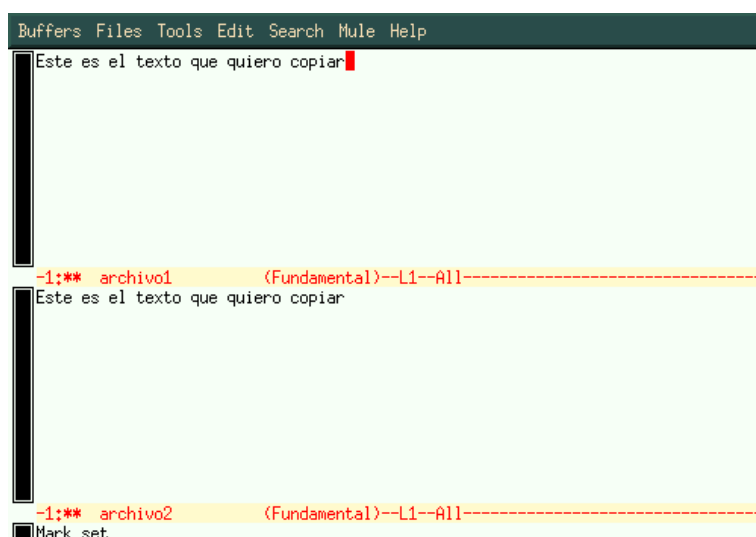 Buffers Files Tools Edit Search Mule Help
Este es el texto que quiero copiar
-1:** archivo1 (Fundamental)--L1--All--------------------------------
Este es el texto que quiero copiar
-1:** archivo2 (Fundamental)--L1--All--------------------------------
Mark set